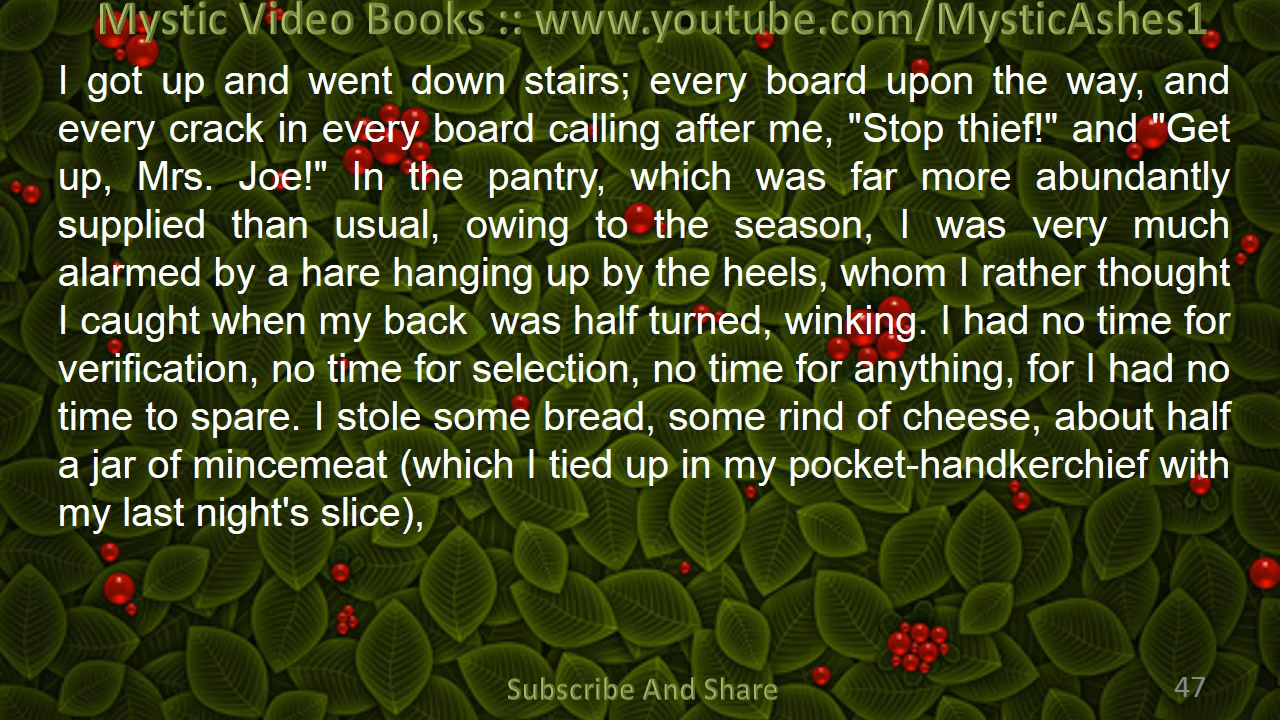 Mystic Video Books :: www.youtube.com/MysticAshes1
I got up and went down stairs; every board upon the way, and
every crack in every board calling after me, "Stop thief!" and "Get
up, Mrs. Joe!" In the pantry, which was far more abundantly
supplied than usual, owing to the season, I was very much
alarmed by a hare hanging up by the heels, whom I rather thought
I caught when my back  was half turned, winking. I had no time for
verification, no time for selection, no time for anything, for I had no
time to spare. I stole some bread, some rind of cheese, about half
a jar of mincemeat (which I tied up in my pocket-handkerchief with
my last night's slice),
Subscribe And Share
47